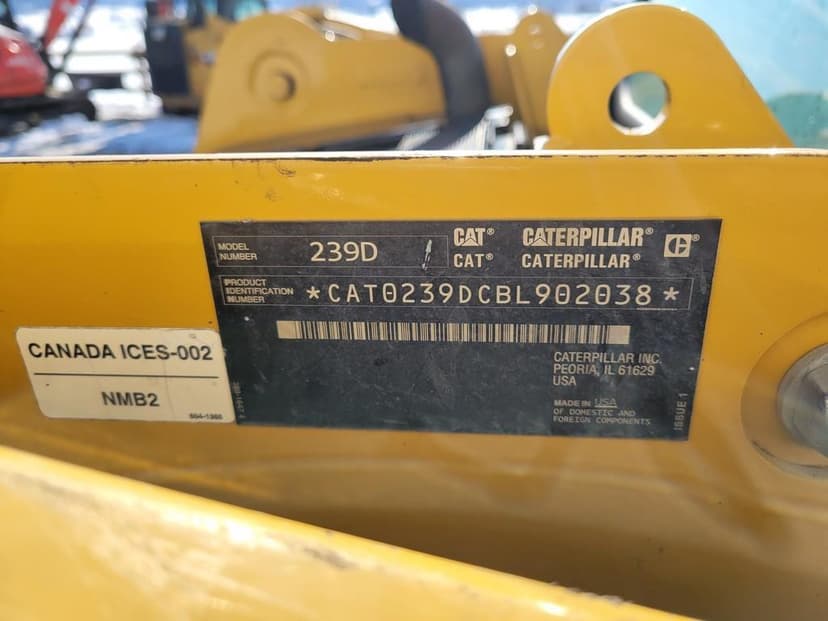 MODEL
NUMBER
239D
CAT® CATERPILLAR® C®
CAT® CATERPILLAR®
PRODUCT
IDENTIFICATION
NUMBER
*CAT0239DCBL902038*
CATERPILLAR INC.
PEORIA, IL 61629
USA
MADE IN USA
OF DOMESTIC AND
FOREIGN COMPONENTS
ISSUE 1
CANADA ICES-002
NMB2